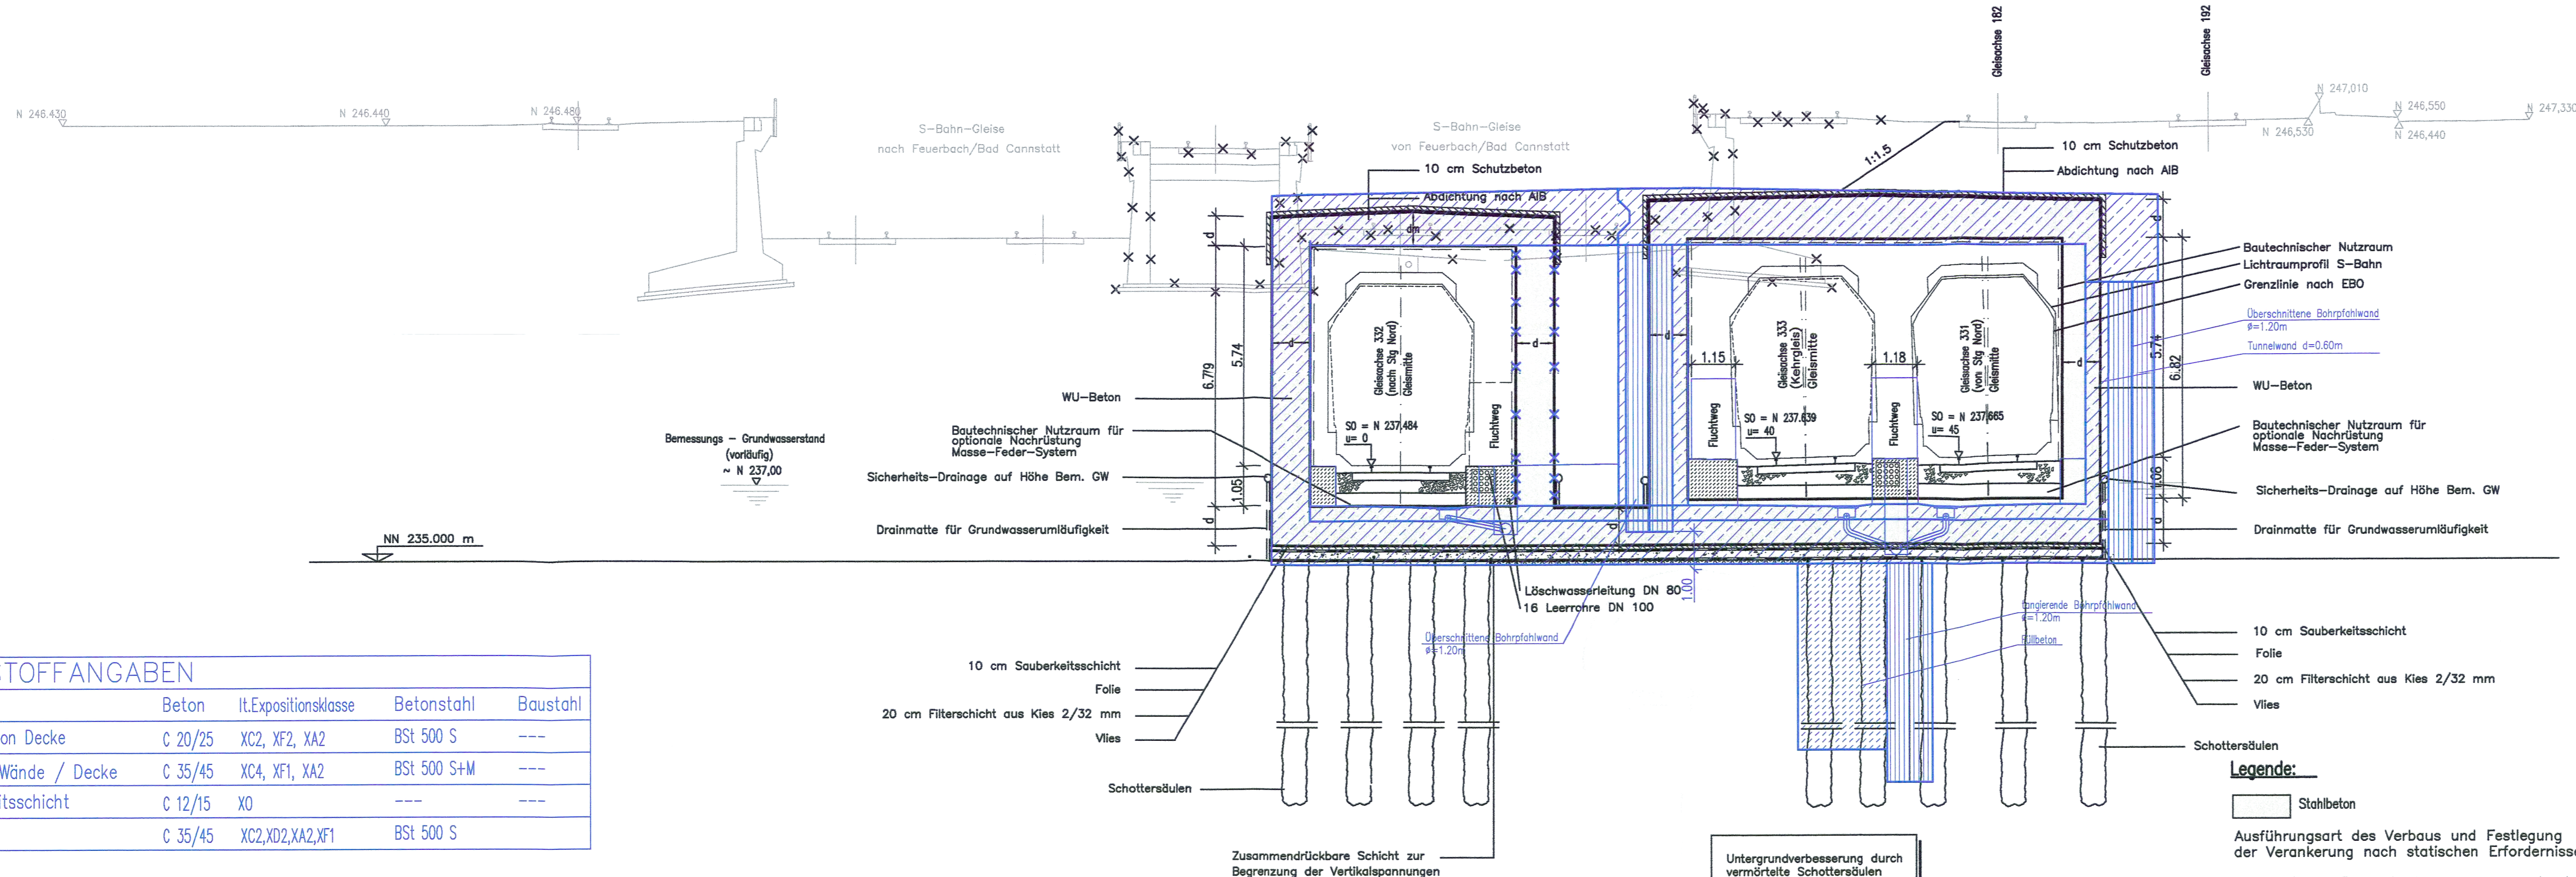 Gleisachse 182
Gleisachse 192
N 246.430
N 246.440
N 246.480
N 247,010
N 246,550
N 247,330
N 246,530
N 246,440
S-Bahn-Gleise
nach Feuerbach/Bad Cannstatt
S-Bahn-Gleise
von Feuerbach/Bad Cannstatt
10 cm Schutzbeton
Abdichtung nach AIB
1:1.5
10 cm Schutzbeton
Abdichtung nach AIB
d
dm
d
6.79
5.74
1.05
d
d
d
d
d
d
Gleisachse 332
(nach Stg Nord)
Gleismitte
SO = N 237.484
u= 0
Fluchtweg
Fluchtweg
1.15
Gleisachse 333
(Kehrgleis)
Gleismitte
SO = N 237.639
u= 40
1.18
Fluchtweg
Gleisachse 331
(von Stg Nord)
Gleismitte
SO = N 237.665
u= 45
5.74
6.82
d
Bautechnischer Nutzraum
Lichtraumprofil S-Bahn
Grenzlinie nach EBO
Überschnittene Bohrpfahlwand
ø=1.20m
Tunnelwand d=0.60m
WU-Beton
Bautechnischer Nutzraum für
optionale Nachrüstung
Masse-Feder-System
Sicherheits-Drainage auf Höhe Bem. GW
Drainmatte für Grundwasserumläufigkeit
WU-Beton
Bautechnischer Nutzraum für
optionale Nachrüstung
Masse-Feder-System
Sicherheits-Drainage auf Höhe Bem. GW
Drainmatte für Grundwasserumläufigkeit
Bemessungs - Grundwasserstand
(vorläufig)
~ N 237,00
NN 235.000 m
Löschwasserleitung DN 80
16 Leerrohre DN 100
1.00
Überschnittene Bohrpfahlwand
ø=1.20m
tangierende Bohrpfahlwand
ø=1.20m
Füllbeton
10 cm Sauberkeitsschicht
Folie
20 cm Filterschicht aus Kies 2/32 mm
Vlies
Schottersäulen
10 cm Sauberkeitsschicht
Folie
20 cm Filterschicht aus Kies 2/32 mm
Vlies
Schottersäulen
TOFFANGABEN
Beton lt.Expositionsklasse Betonstahl Baustahl
on Decke C 20/25 XC2, XF2, XA2 BSt 500 S ---
Wände / Decke C 35/45 XC4, XF1, XA2 BSt 500 S+M ---
itsschicht C 12/15 X0 --- ---
C 35/45 XC2,XD2,XA2,XF1 BSt 500 S
Zusammendrückbare Schicht zur
Begrenzung der Vertikalspannungen
Untergrundverbesserung durch
vermörtelte Schottersäulen
Legende:
Stahlbeton
Ausführungsart des Verbaus und Festlegung
der Verankerung nach statischen Erfordernisse